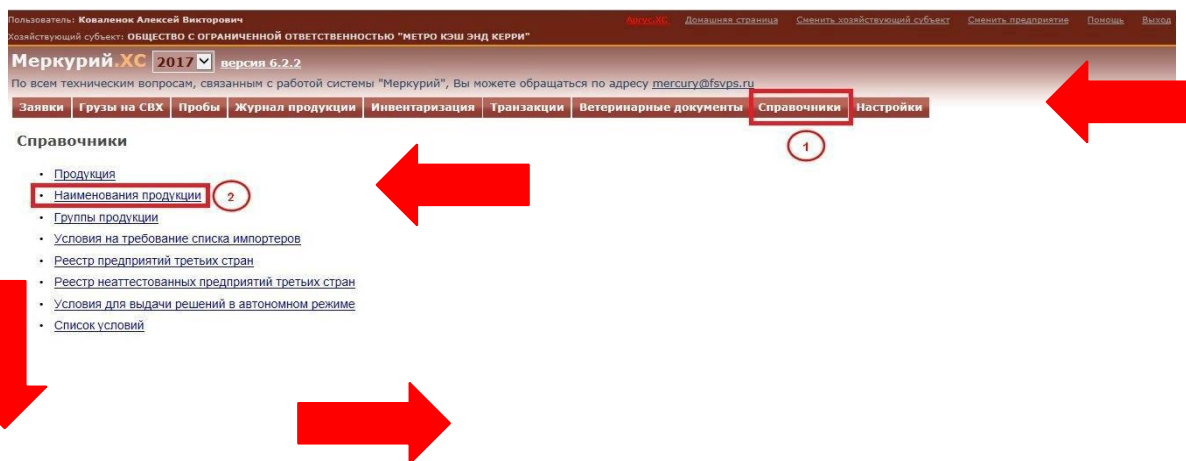 Пользователь: Коваленок Алексей Викторович Аргус.ХС Домашняя страница Сменить хозяйствующий субъект Сменить предприятие Помощь Выход
Хозяйствующий субъект: ОБЩЕСТВО С ОГРАНИЧЕННОЙ ОТВЕТСТВЕННОСТЬЮ "МЕТРО КЭШ ЭНД КЕРРИ"
Меркурий.ХС 2017 версия 6.2.2
По всем техническим вопросам, связанным с работой системы "Меркурий", Вы можете обращаться по адресу mercury@fsvps.ru
Заявки Грузы на СВХ Пробы Журнал продукции Инвентаризация Транзакции Ветеринарные документы Справочники Настройки
1
Справочники
• Продукция
• Наименования продукции 2
• Группы продукции
• Условия на требование списка импортеров
• Реестр предприятий третьих стран
• Реестр неаттестованных предприятий третьих стран
• Условия для выдачи решений в автономном режиме
• Список условий